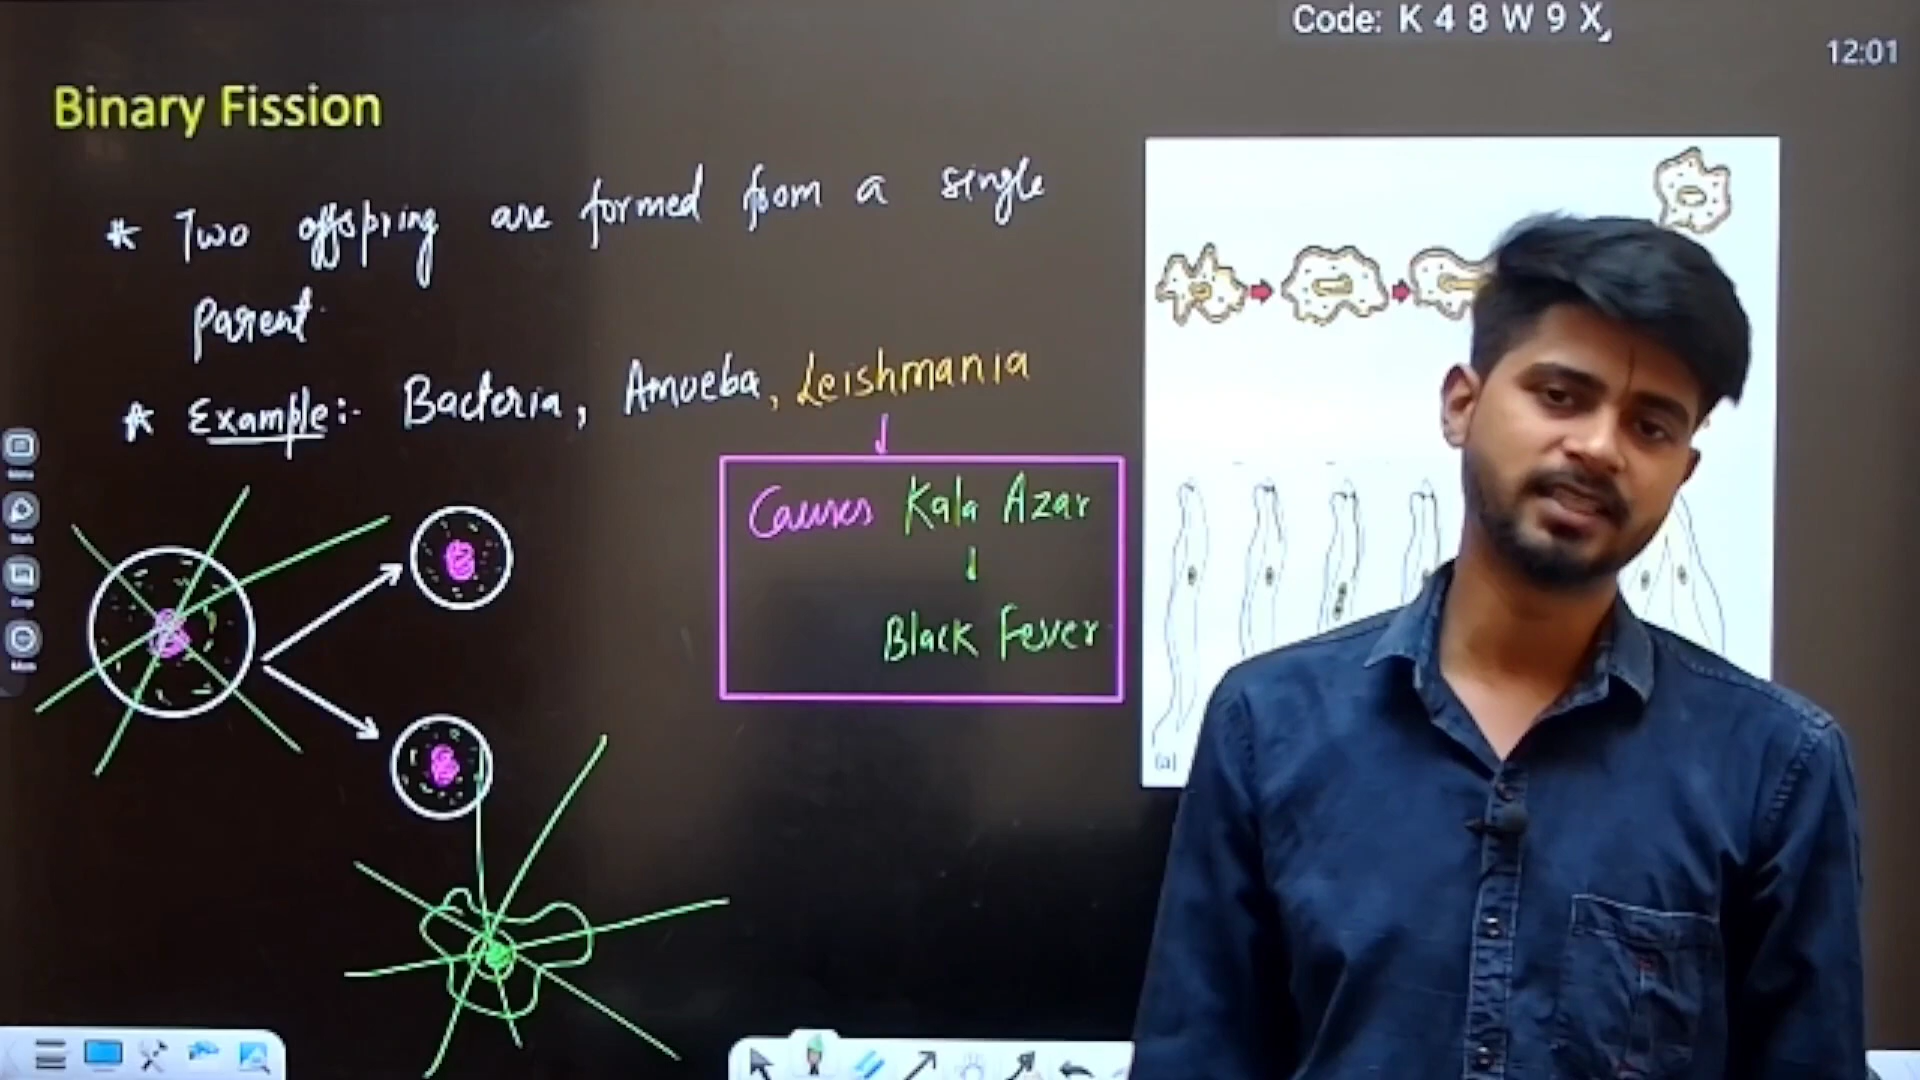 Code: K 4 8 W 9 X
12:01
Binary Fission
* Two offspring are formed from a single
parent
* Example:- Bacteria, Amoeba, Leishmania
↓
Causes Kala Azar
↓
Black Fever
(a)